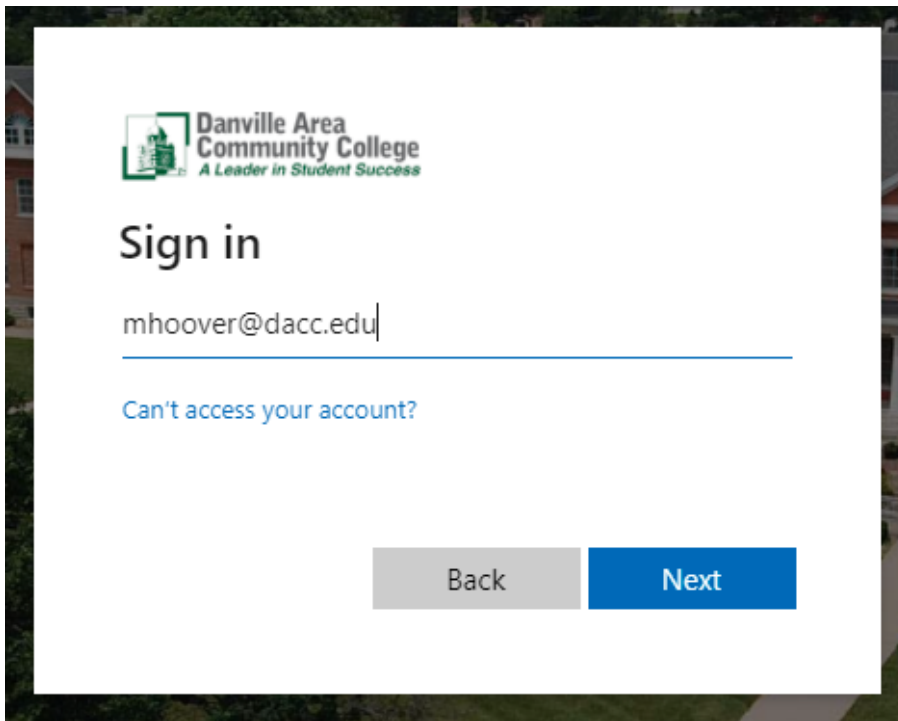 Danville Area
Community College
A Leader in Student Success
Sign in
mhoover@dacc.edu
Can't access your account?
Back
Next